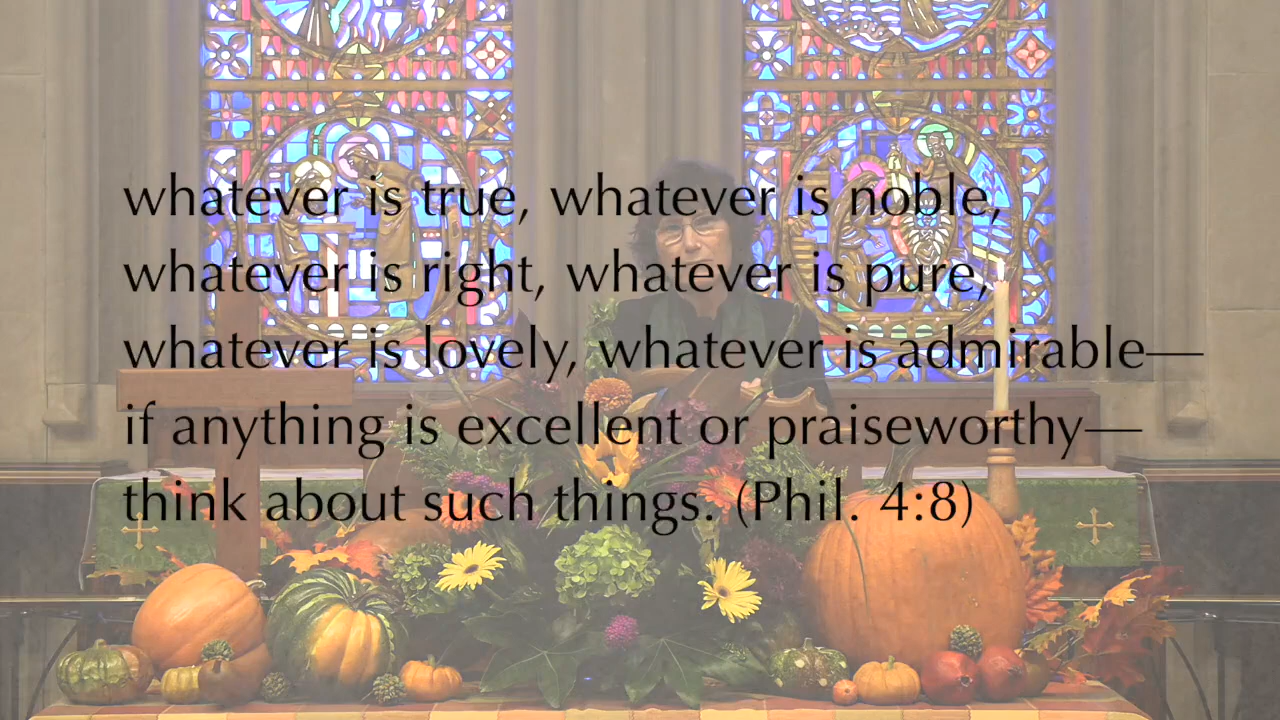 whatever is true, whatever is noble,
whatever is right, whatever is pure,
whatever is lovely, whatever is admirable—
if anything is excellent or praiseworthy—
think about such things. (Phil. 4:8)